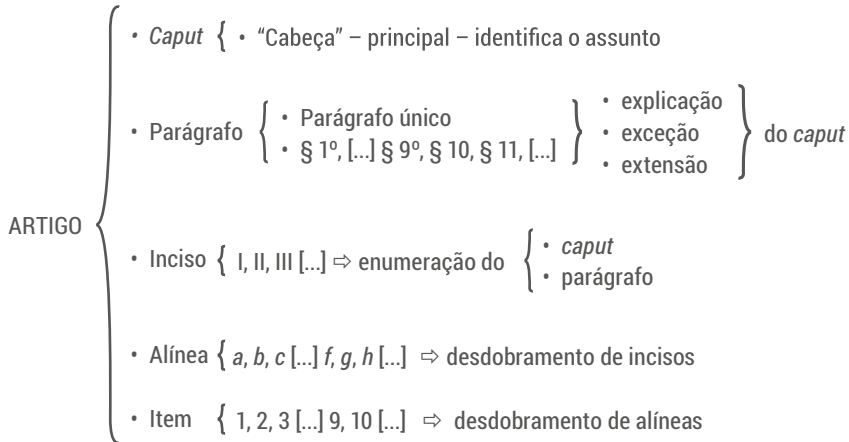 • Caput { • “Cabeça” – principal – identifica o assunto
• Parágrafo { • Parágrafo único
• § 1º, [...] § 9º, § 10, § 11, [...] }
• explicação
• exceção
• extensão
} do caput
ARTIGO {
• Inciso { I, II, III [...] ⇨ enumeração do {
• caput
• parágrafo
• Alínea { a, b, c [...] f, g, h [...] ⇨ desdobramento de incisos
• Item { 1, 2, 3 [...] 9, 10 [...] ⇨ desdobramento de alíneas